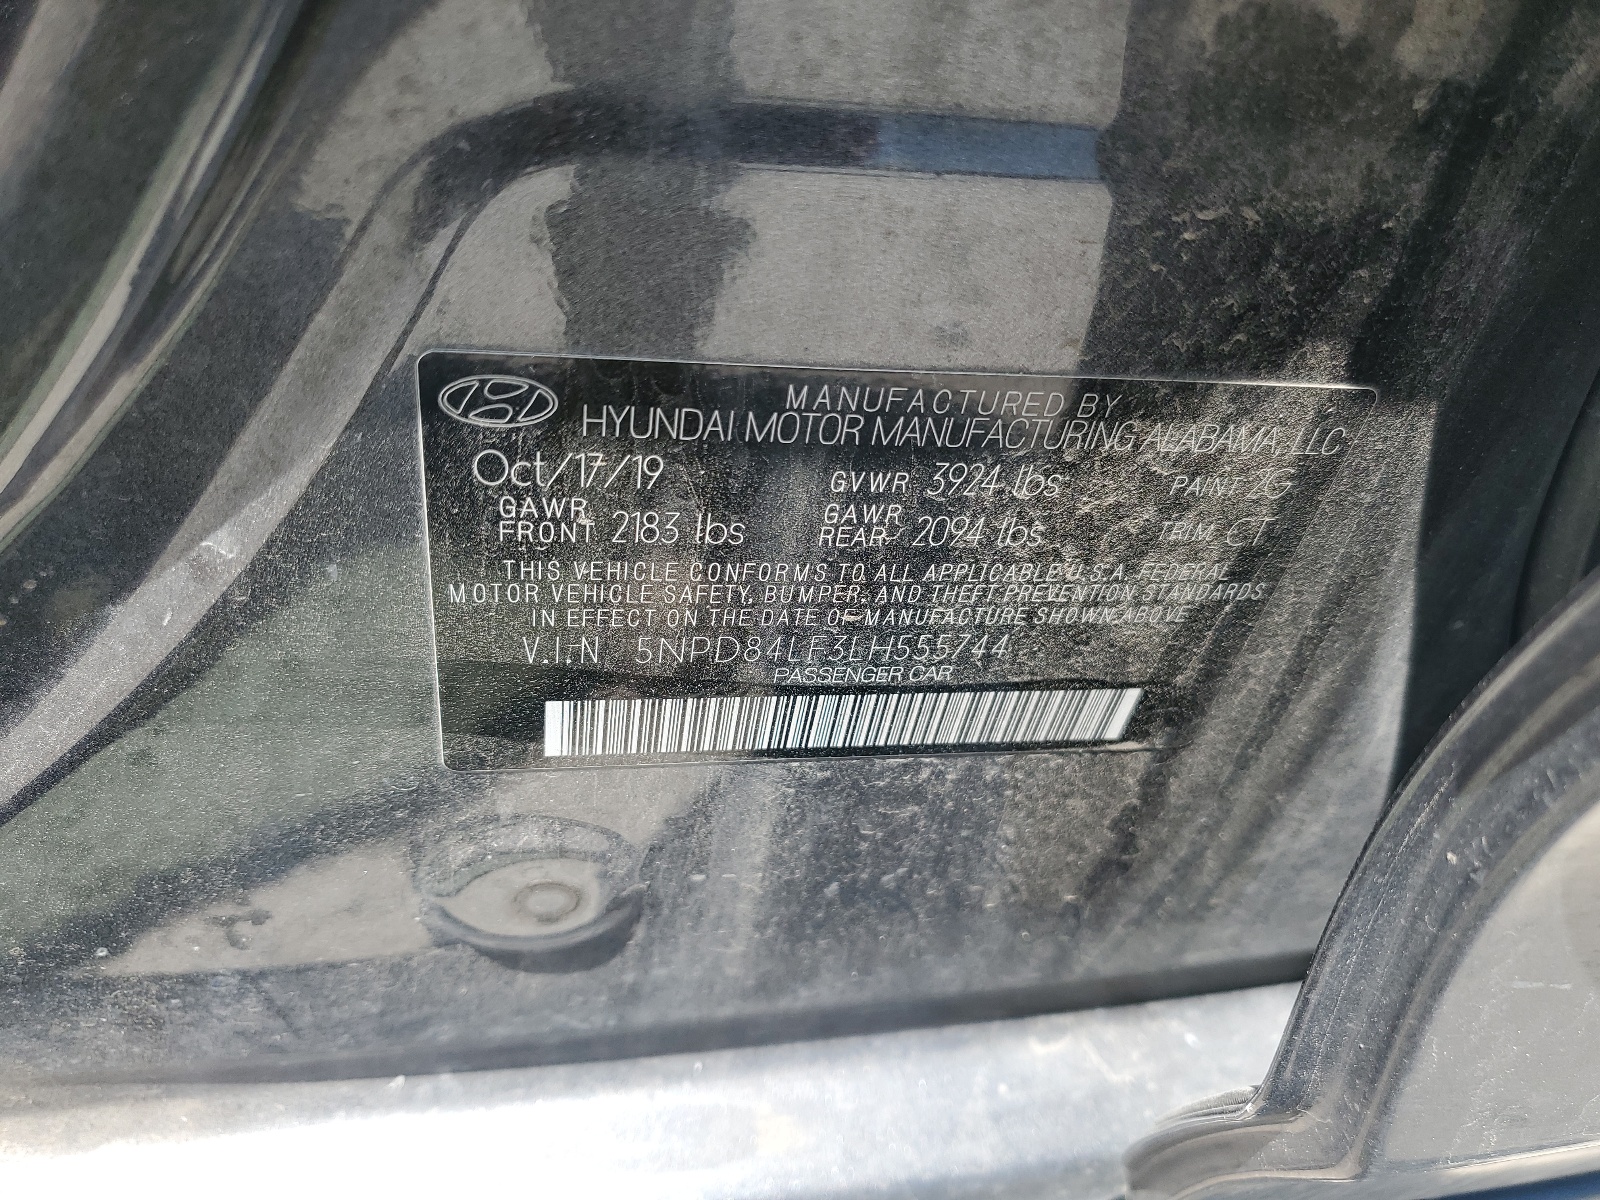 MANUFACTURED BY
HYUNDAI MOTOR MANUFACTURING ALABAMA, LLC
Oct/17/19 GVWR 3924 lbs PAINT
GAWR FRONT 2183 lbs GAWR REAR 2094 lbs TRIM CT
THIS VEHICLE CONFORMS TO ALL APPLICABLE U.S.A. FEDERAL
MOTOR VEHICLE SAFETY, BUMPER, AND THEFT PREVENTION STANDARDS
IN EFFECT ON THE DATE OF MANUFACTURE SHOWN ABOVE
V.I.N 5NPD84LF3LH555744
PASSENGER CAR